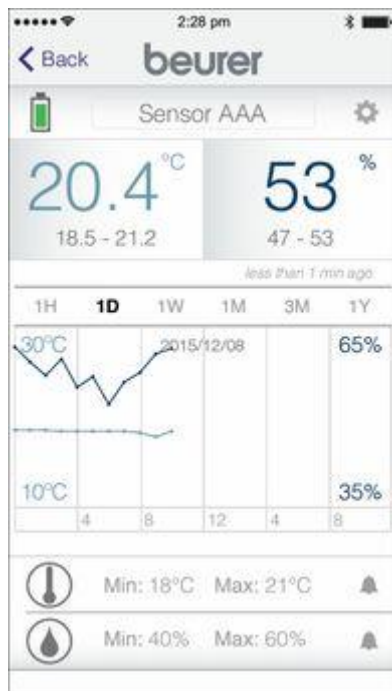 2:28 pm
Back beurer
Sensor AAA
20.4 °C 53 %
18.5 - 21.2 47 - 53
less than 1 min ago
1H 1D 1W 1M 3M 1Y
30°C 2015/12/08 65%
10°C 35%
4 8 12 4 8
Min: 18°C Max: 21°C
Min: 40% Max: 60%